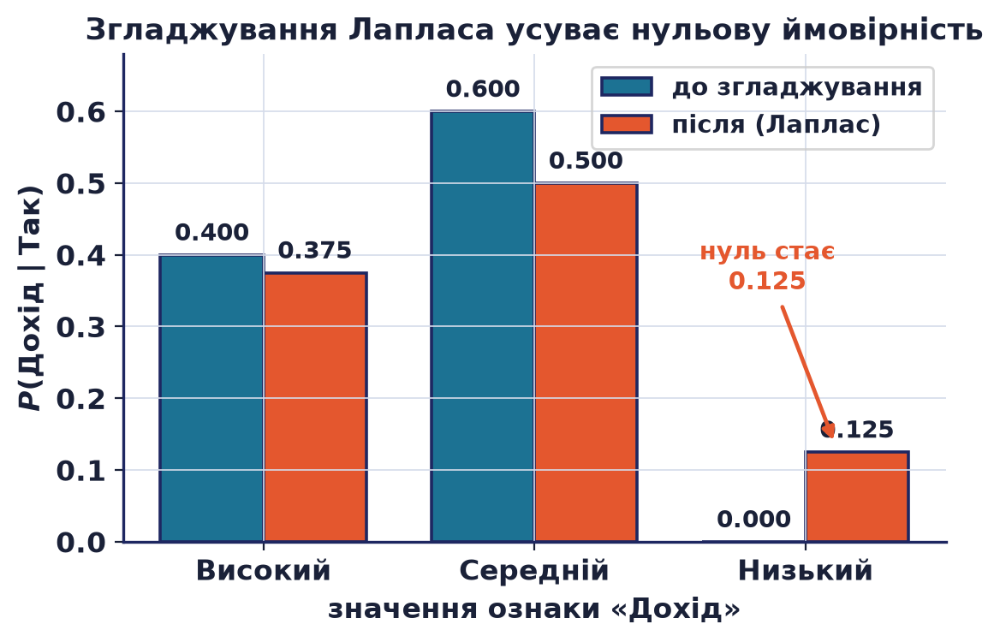 Згладжування Лапласа усуває нульову ймовірність
до згладжування
після (Лаплас)
P(Дохід | Так)
0.6
0.5
0.4
0.3
0.2
0.1
0.0
0.400
0.375
0.600
0.500
нуль стає
0.125
0.000
0.125
Високий
Середній
Низький
значення ознаки «Дохід»